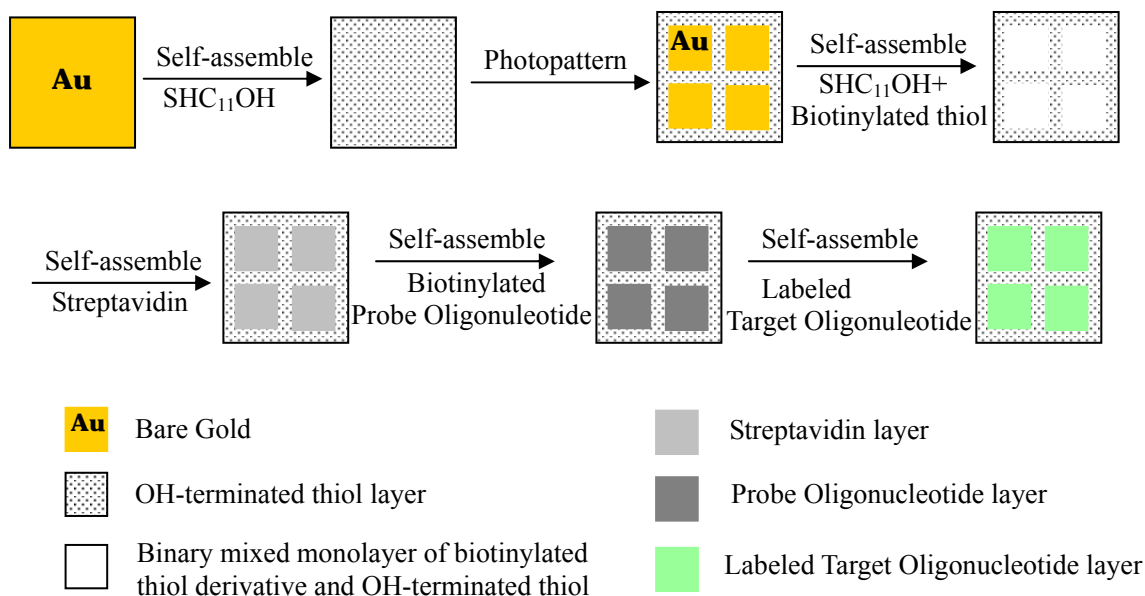 Au
Self-assemble
SHC₁₁OH
Photopattern
Au
Self-assemble
SHC₁₁OH+
Biotinylated thiol
Self-assemble
Streptavidin
Self-assemble
Biotinylated
Probe Oligonuleotide
Self-assemble
Labeled
Target Oligonuleotide
Au
Bare Gold
OH-terminated thiol layer
Binary mixed monolayer of biotinylated
thiol derivative and OH-terminated thiol
Streptavidin layer
Probe Oligonucleotide layer
Labeled Target Oligonucleotide layer